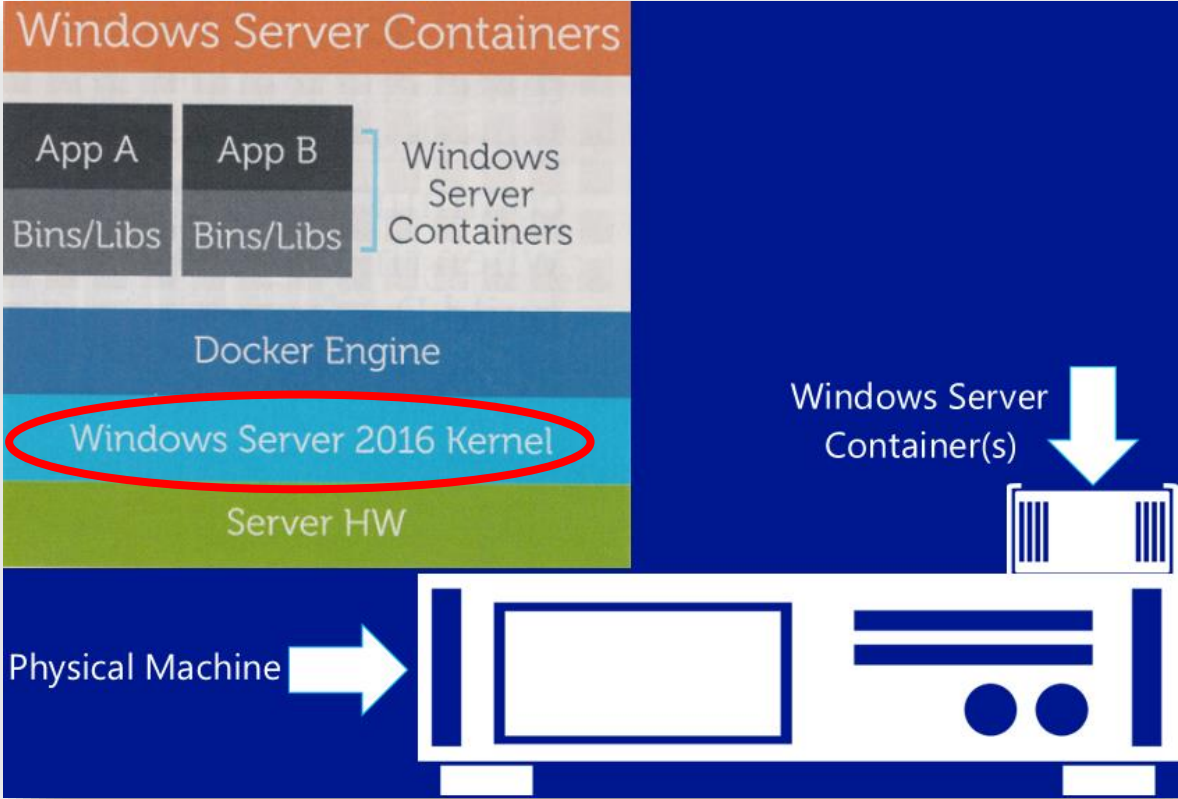 Windows Server Containers
App A
App B
Windows
Server
Containers
Bins/Libs
Bins/Libs
Docker Engine
Windows Server 2016 Kernel
Server HW
Windows Server
Container(s)
Physical Machine